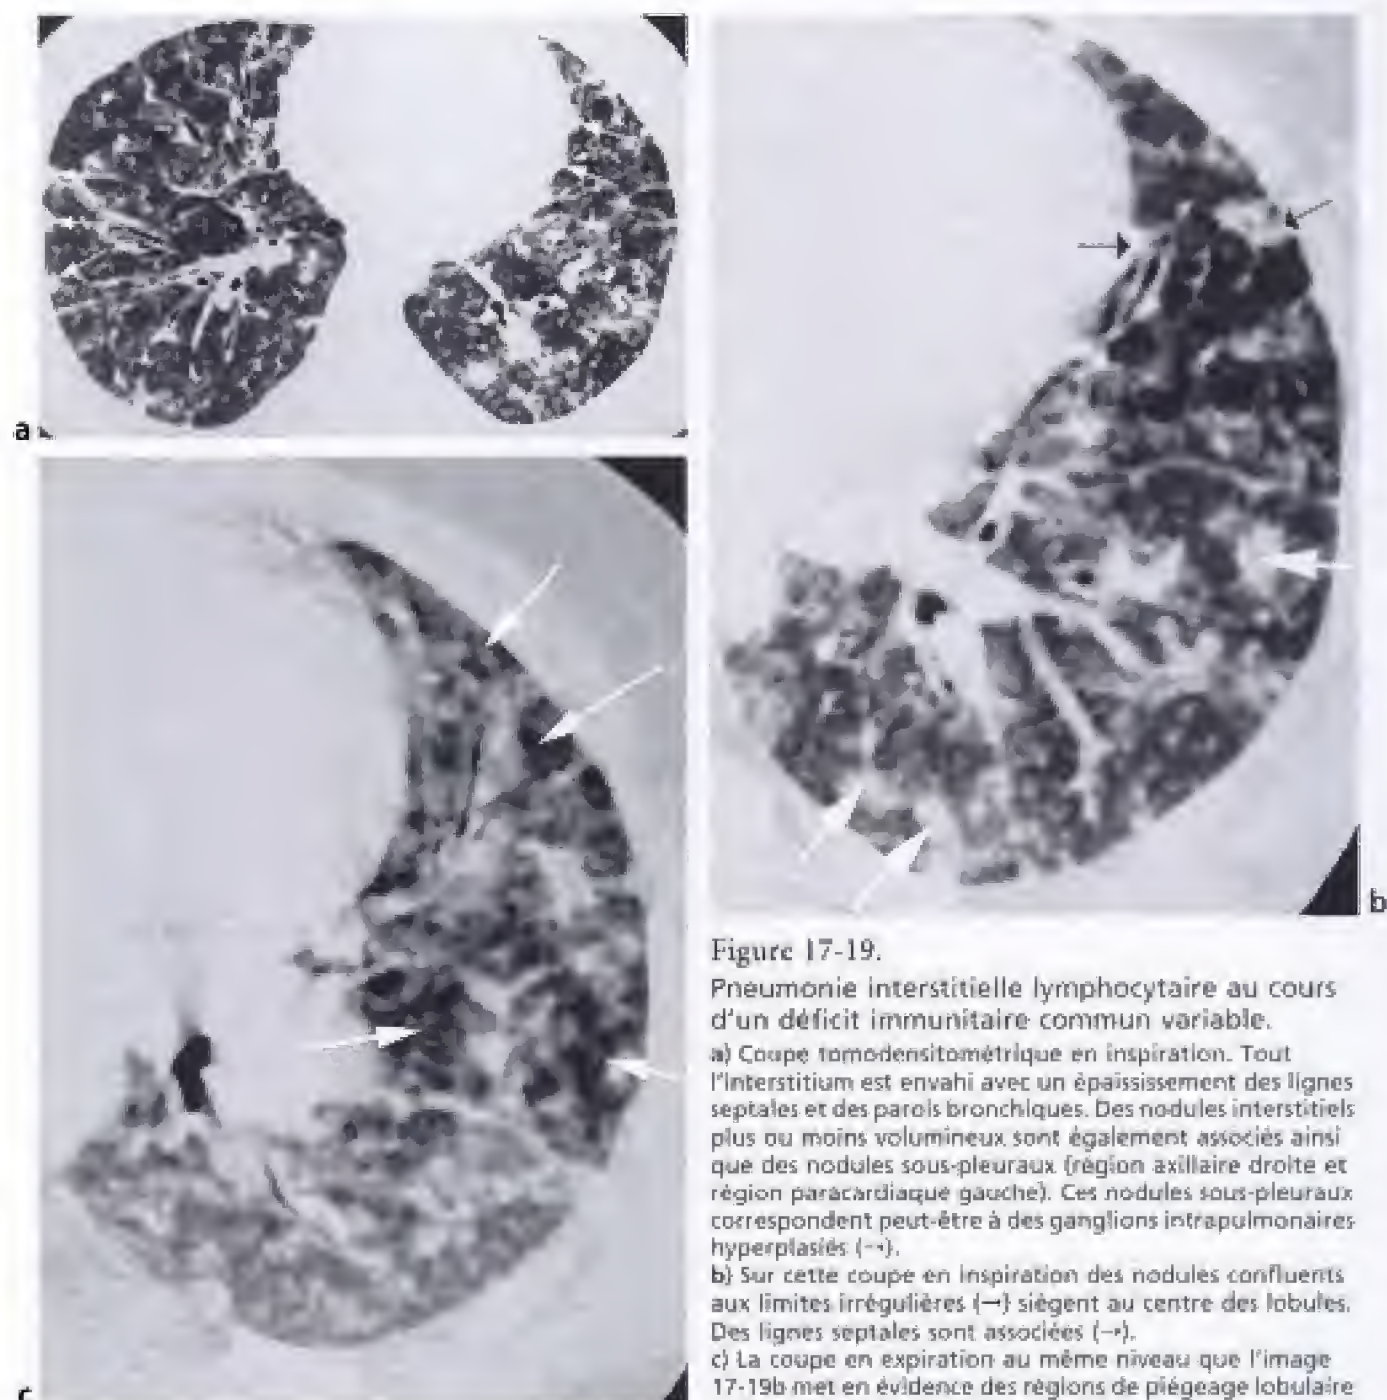 a
b
c
Figure 17-19.
Pneumonie interstitielle lymphocytaire au cours
d'un déficit immunitaire commun variable.
a) Coupe tomodensitométrique en inspiration. Tout
l'interstitium est envahi avec un épaississement des lignes
septales et des parois bronchiques. Des nodules interstitiels
plus ou moins volumineux sont également associés ainsi
que des nodules sous-pleuraux (région axillaire droite et
région paracardiaque gauche). Ces nodules sous-pleuraux
correspondent peut-être à des ganglions intrapulmonaires
hyperplasiés (→).
b) Sur cette coupe en inspiration des nodules confluents
aux limites irrégulières (→) siègent au centre des lobules.
Des lignes septales sont associées (→).
c) La coupe en expiration au même niveau que l'image
17-19b met en évidence des régions de piégeage lobulaire